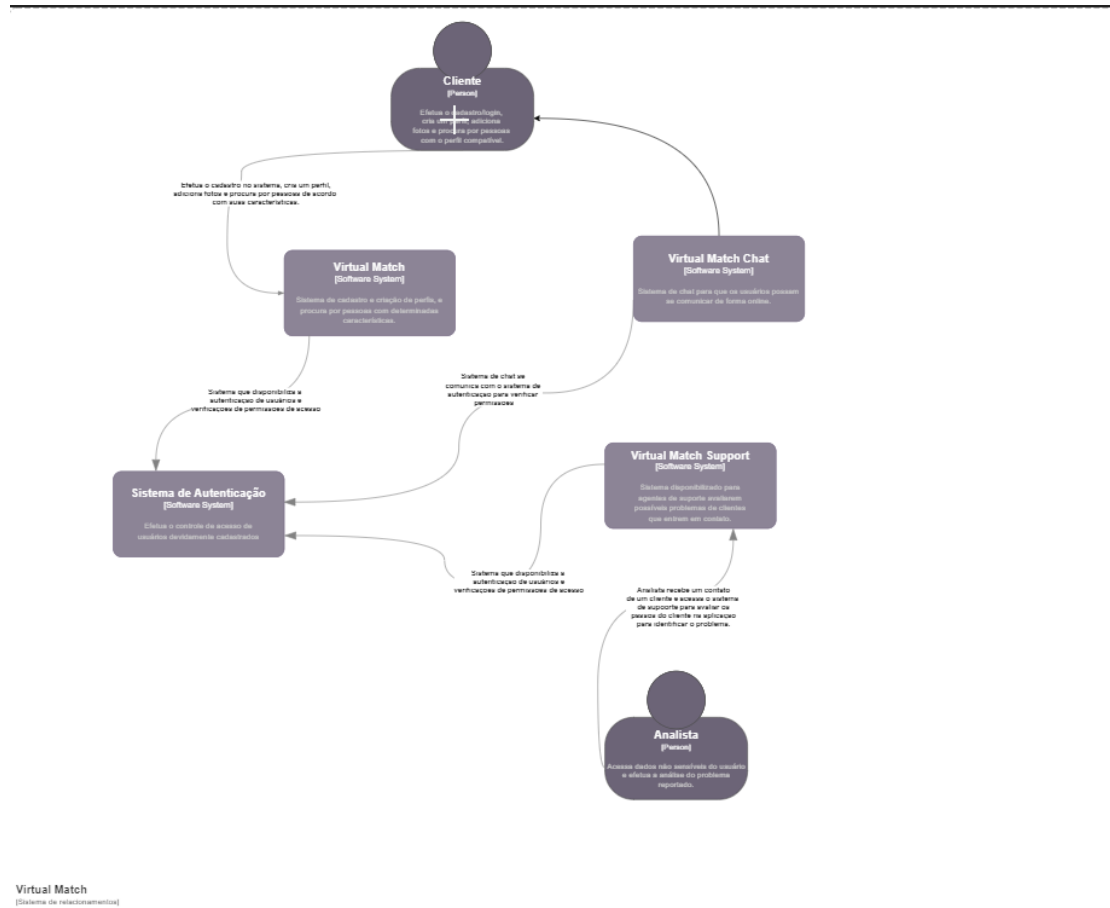 Cliente
[Person]
Efetua o cadastro/login,
cria um perfil, adiciona
fotos e procura por pessoas
com o perfil compatível.
Efetua o cadastro no sistema, cria um perfil,
adiciona fotos e procura por pessoas de acordo
com suas características.
Virtual Match
[Software System]
Sistema de cadastro e criação de perfis, e
procura por pessoas com determinadas
características.
Virtual Match Chat
[Software System]
Sistema de chat para que os usuários possam
se comunicar de forma online.
Sistema que disponibiliza a
autenticação de usuários e
verificações de permissões de acesso
Sistema de chat se
comunica com o sistema de
autenticação para verificar
permissões
Sistema de Autenticação
[Software System]
Efetua o controle de acesso de
usuários devidamente cadastrados
Virtual Match Support
[Software System]
Sistema disponibilizado para
agentes de suporte avaliarem
possíveis problemas de clientes
que entrem em contato.
Sistema que disponibiliza a
autenticação de usuários e
verificações de permissões de acesso
Analista recebe um contato
de um cliente e acessa o sistema
de supoorte para avaliar os
passos do cliente na aplicação
para identificar o problema.
Analista
[Person]
Acessa dados não sensíveis do usuário
e efetua a análise do problema
reportado.
Virtual Match
[Sistema de relacionamentos]